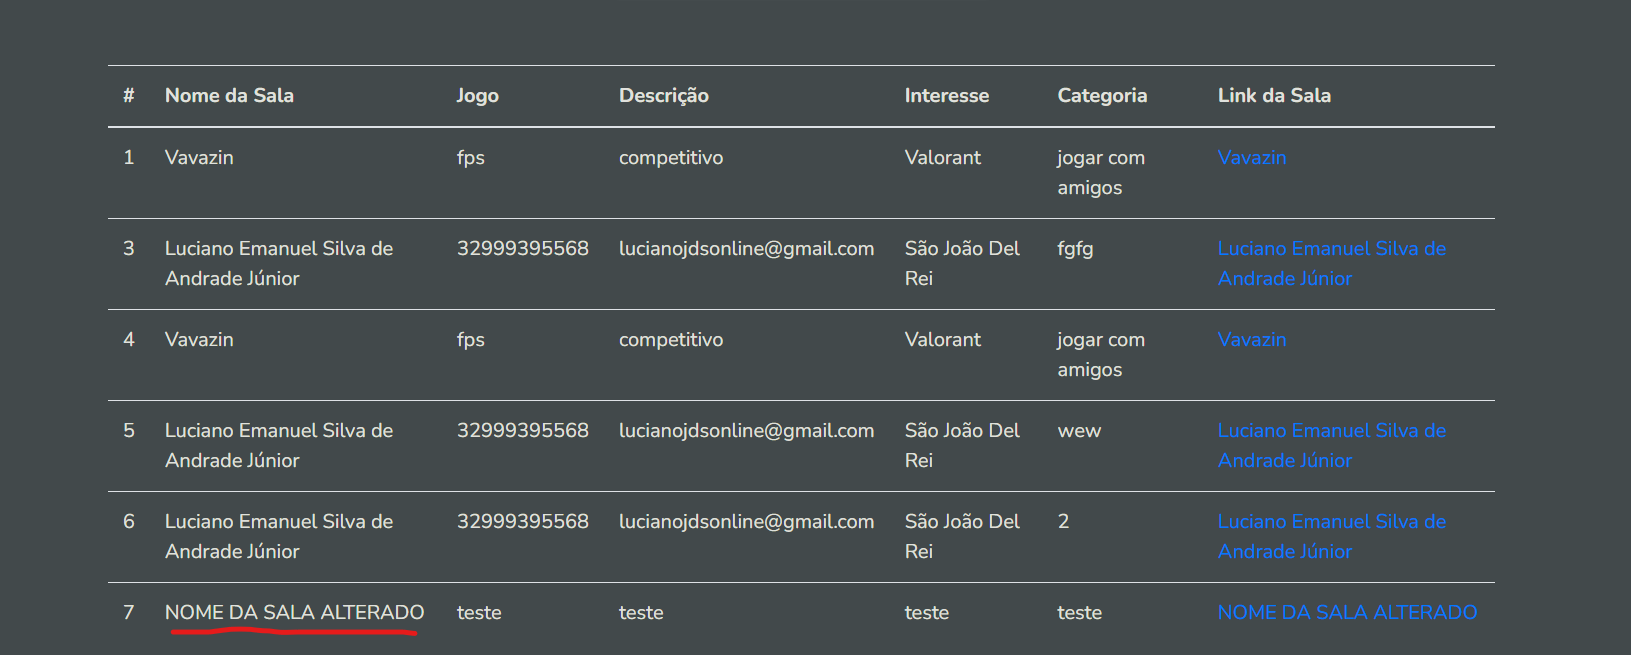 # Nome da Sala Jogo Descrição Interesse Categoria Link da Sala
1 Vavazin fps competitivo Valorant jogar com Vavazin
amigos
3 Luciano Emanuel Silva de 32999395568 lucianojdsonline@gmail.com São João Del fgfg Luciano Emanuel Silva de
Andrade Júnior Rei Andrade Júnior
4 Vavazin fps competitivo Valorant jogar com Vavazin
amigos
5 Luciano Emanuel Silva de 32999395568 lucianojdsonline@gmail.com São João Del wew Luciano Emanuel Silva de
Andrade Júnior Rei Andrade Júnior
6 Luciano Emanuel Silva de 32999395568 lucianojdsonline@gmail.com São João Del 2 Luciano Emanuel Silva de
Andrade Júnior Rei Andrade Júnior
7 NOME DA SALA ALTERADO teste teste teste teste NOME DA SALA ALTERADO